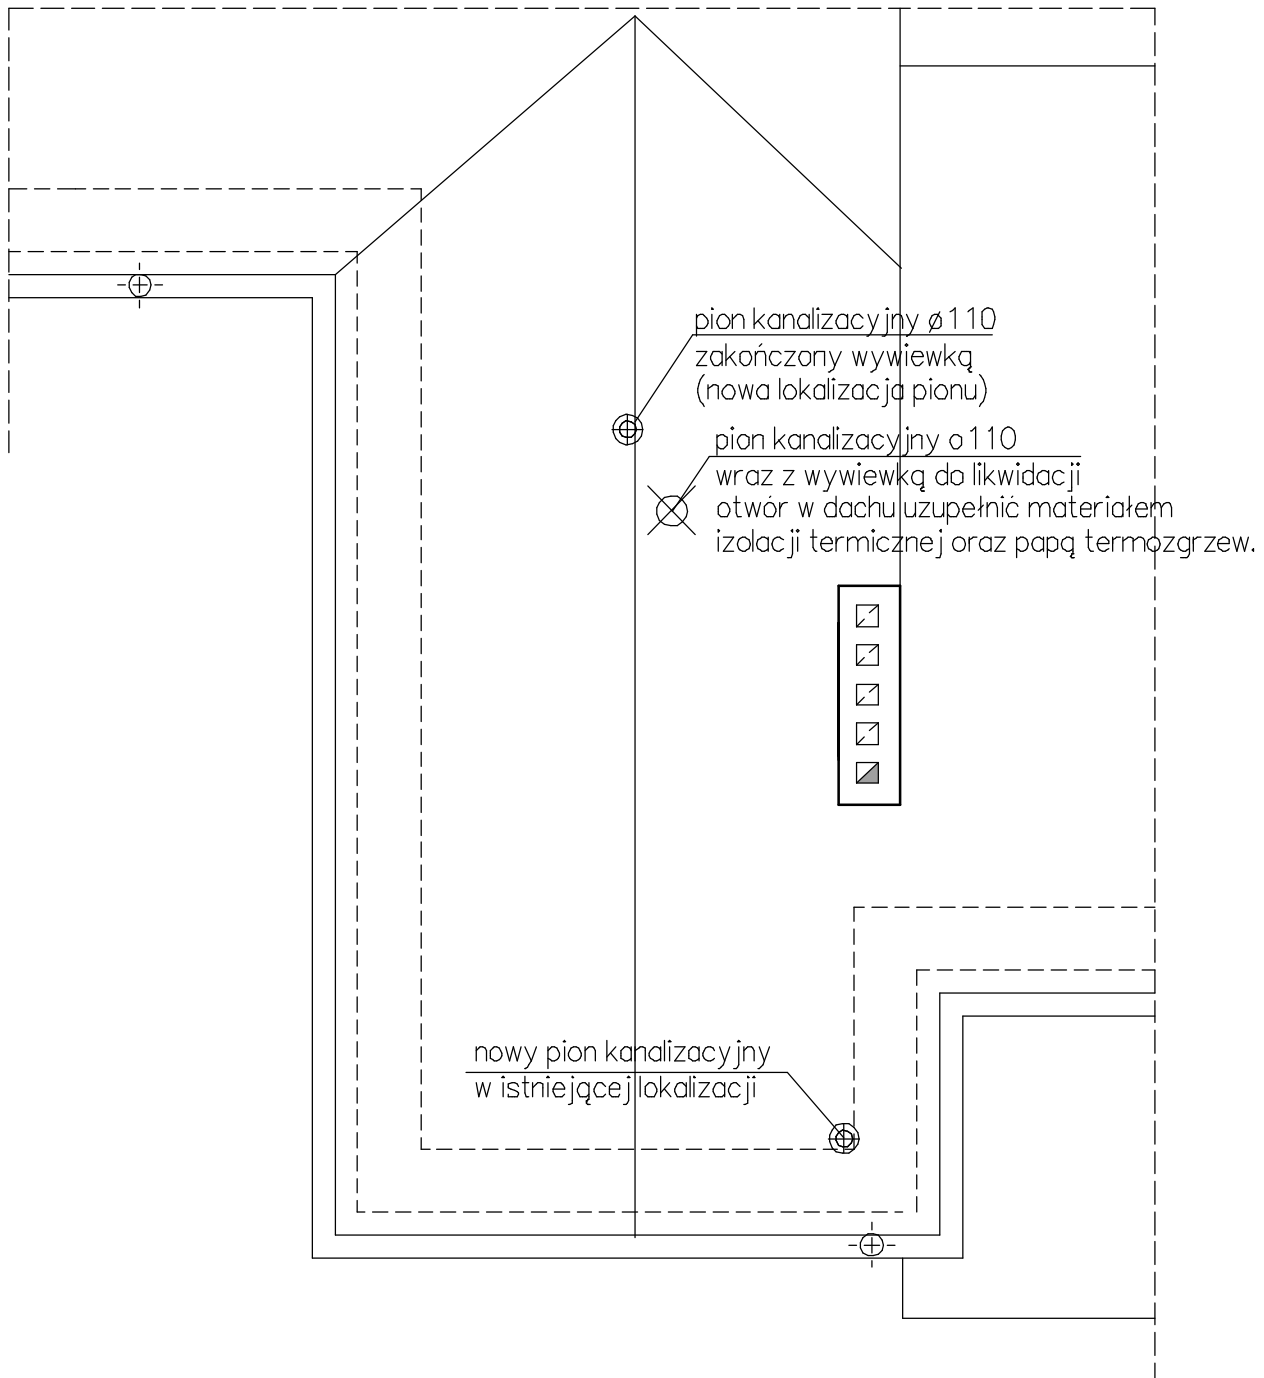 pion kanalizacyjny ø110
zakończony wywiewką
(nowa lokalizacja pionu)
pion kanalizacyjny o110
wraz z wywiewką do likwidacji
otwór w dachu uzupełnić materiałem
izolacji termicznej oraz papą termozgrzew.
nowy pion kanalizacyjny
w istniejącej lokalizacji